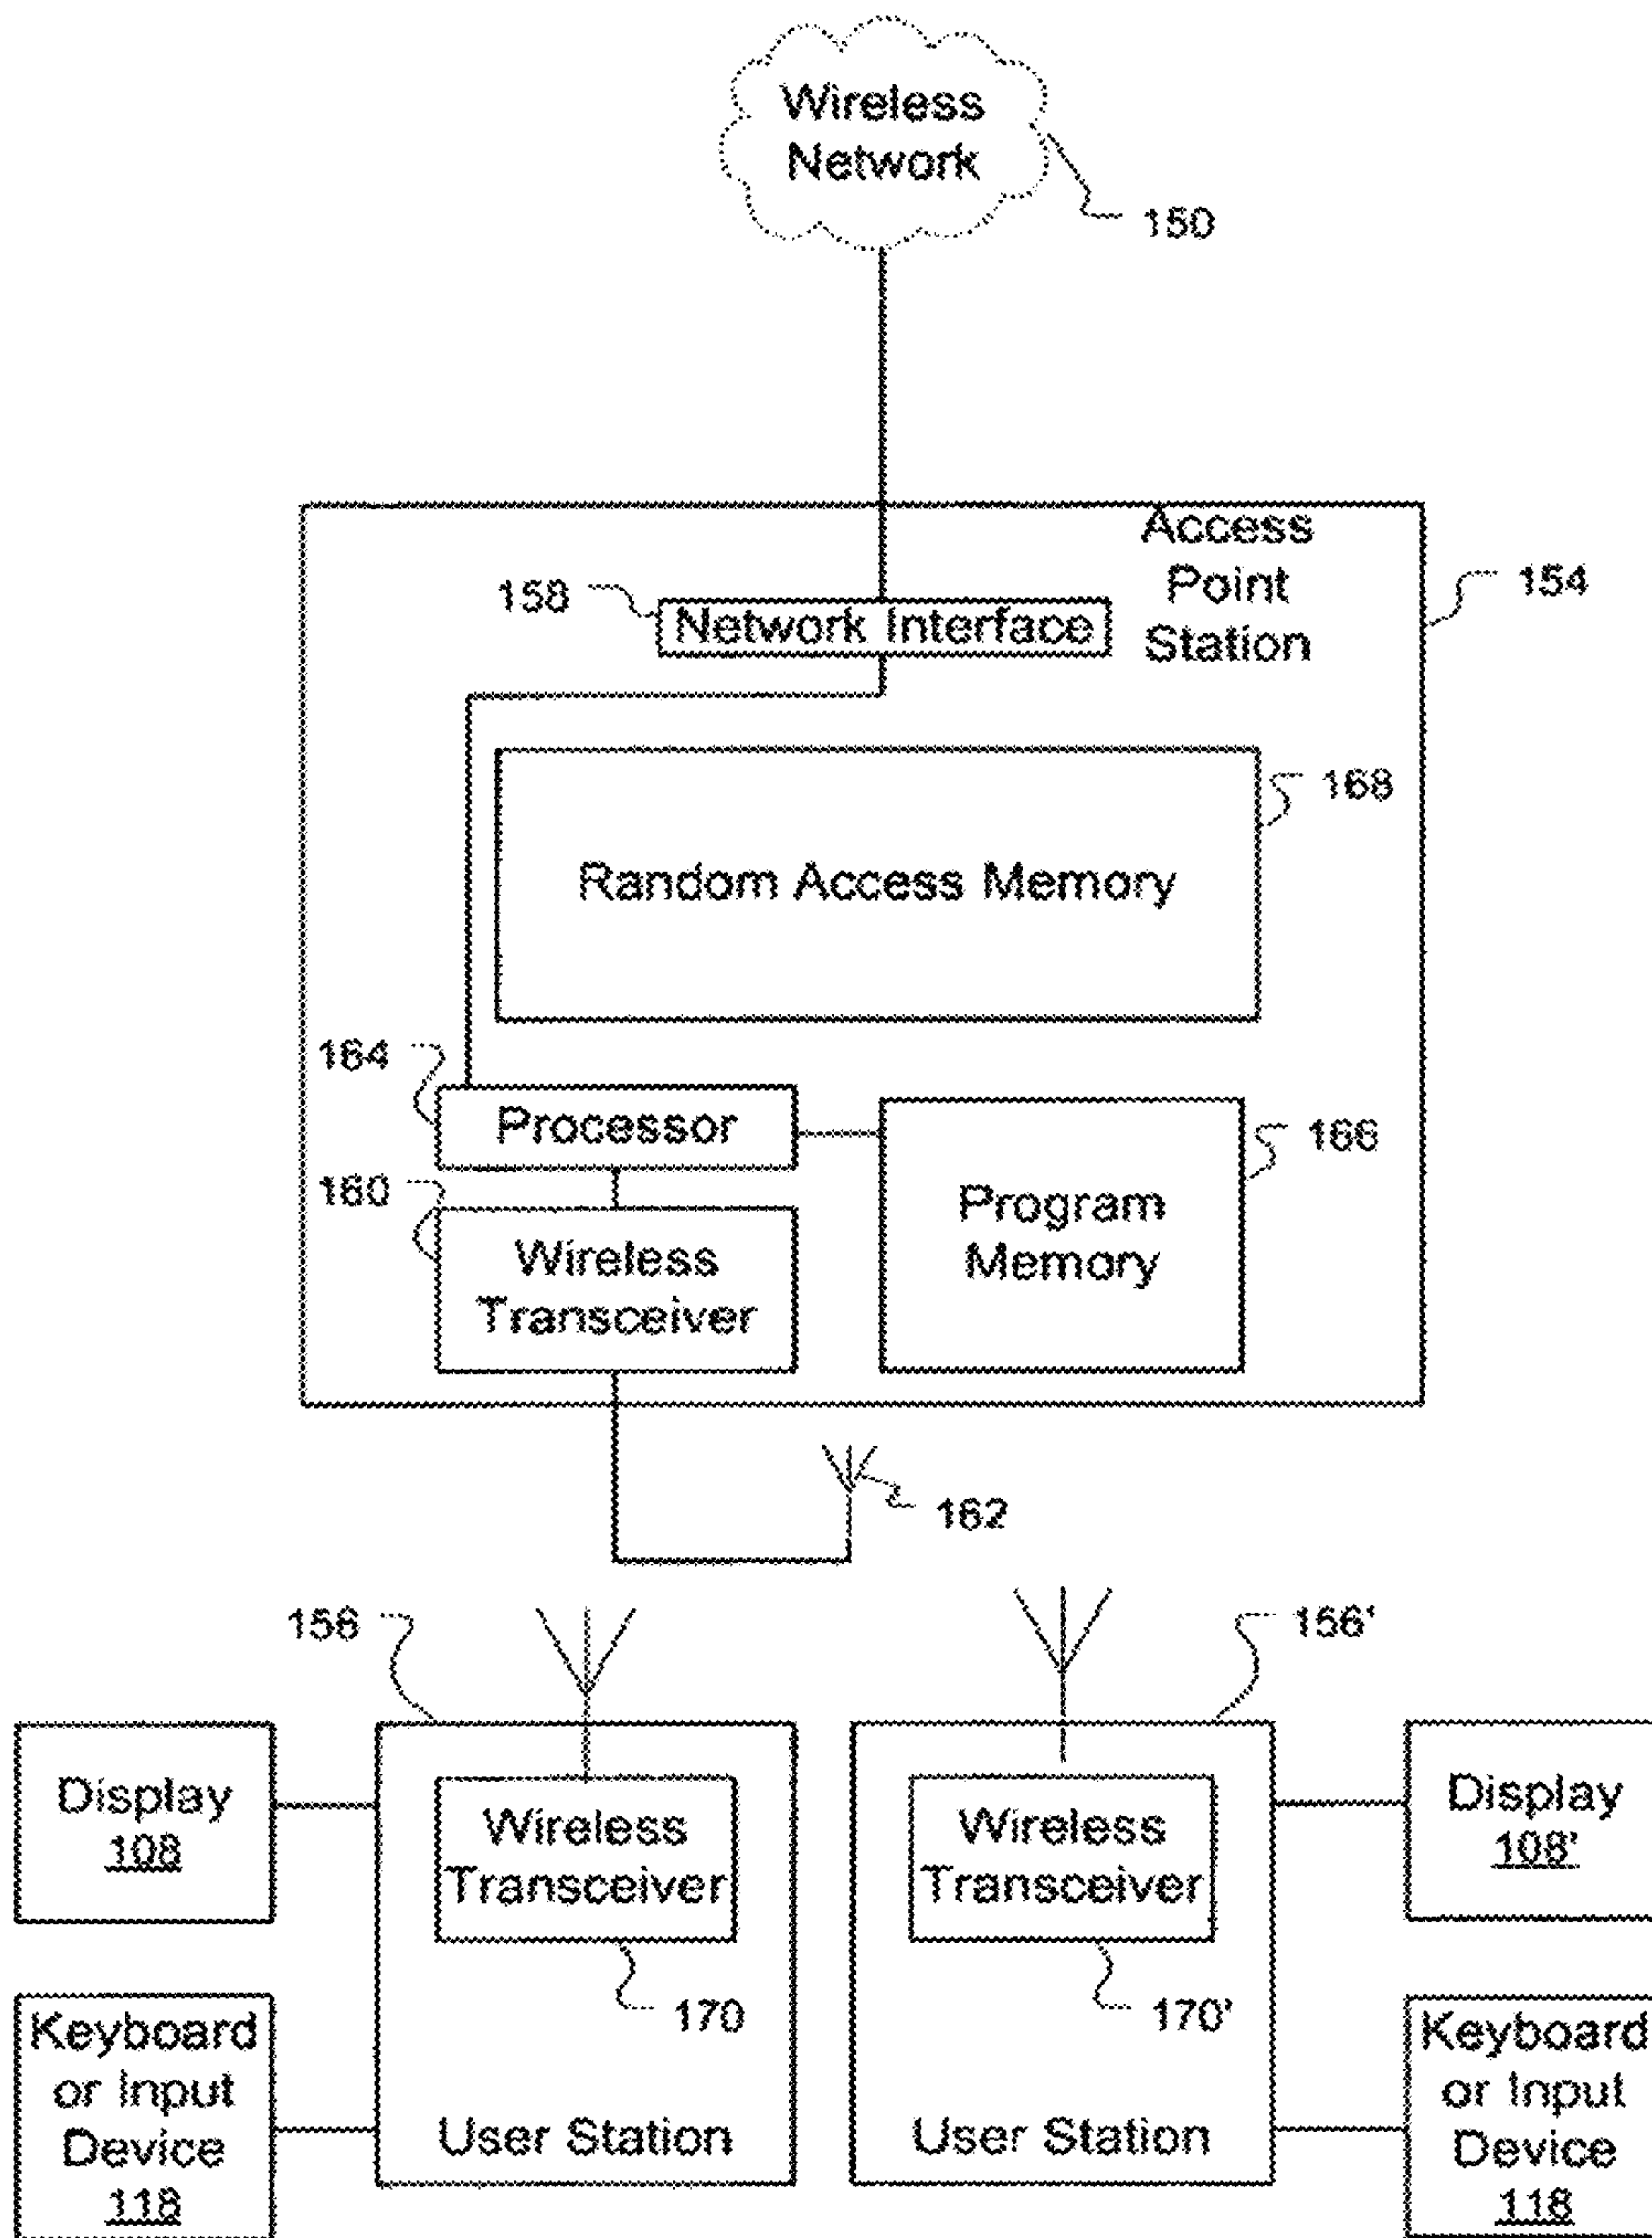 Wireless
Network
150
Access
Point
Station
154
158
Network Interface
168
Random Access Memory
164
Processor
166
160
Program
Memory
Wireless
Transceiver
162
156
156'
Display
108
Wireless
Transceiver
170
User Station
Wireless
Transceiver
170'
User Station
Display
108'
Keyboard
or Input
Device
118
Keyboard
or Input
Device
118